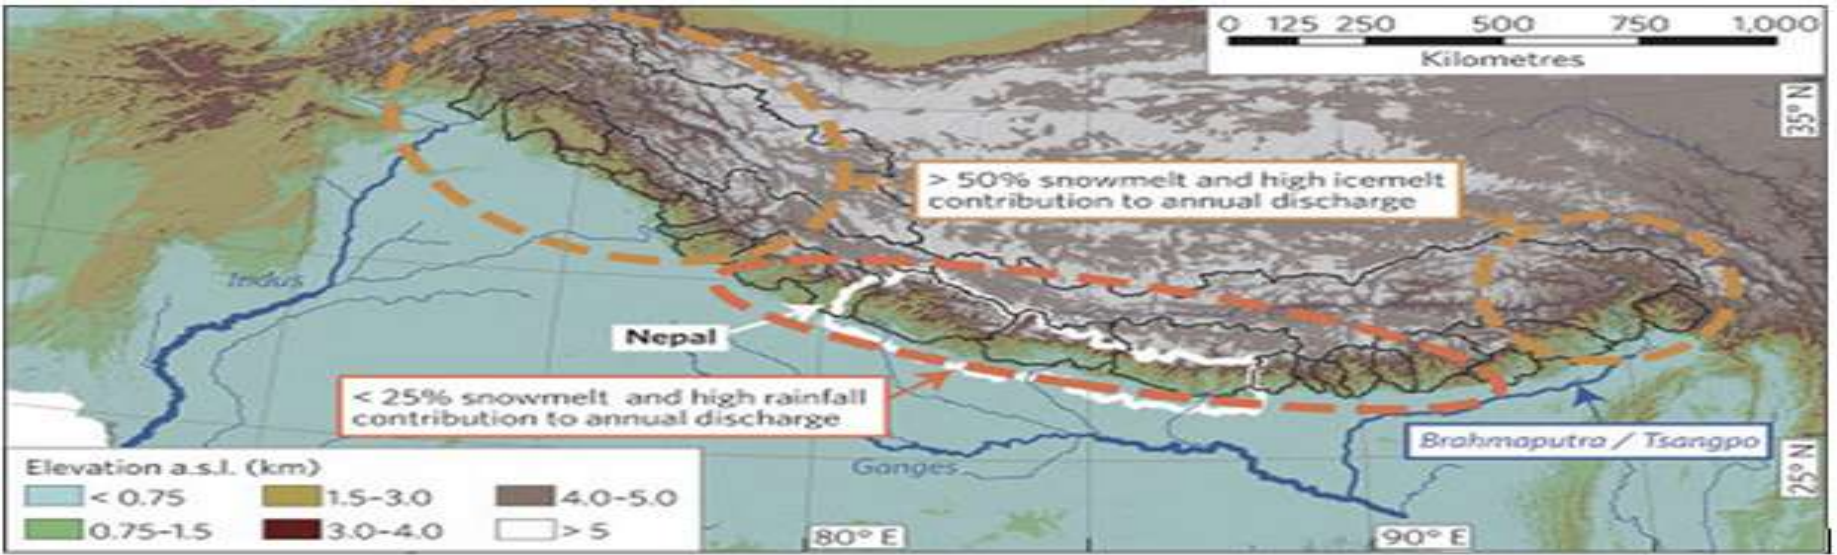 0 125 250 500 750 1,000
Kilometres
35° N
> 50% snowmelt and high icemelt
contribution to annual discharge
Indus
Nepal
< 25% snowmelt and high rainfall
contribution to annual discharge
Brahmaputra / Tsangpo
Ganges
25° N
Elevation a.s.l. (km)
< 0.75 1.5–3.0 4.0–5.0
0.75–1.5 3.0–4.0 > 5
80° E
90° E